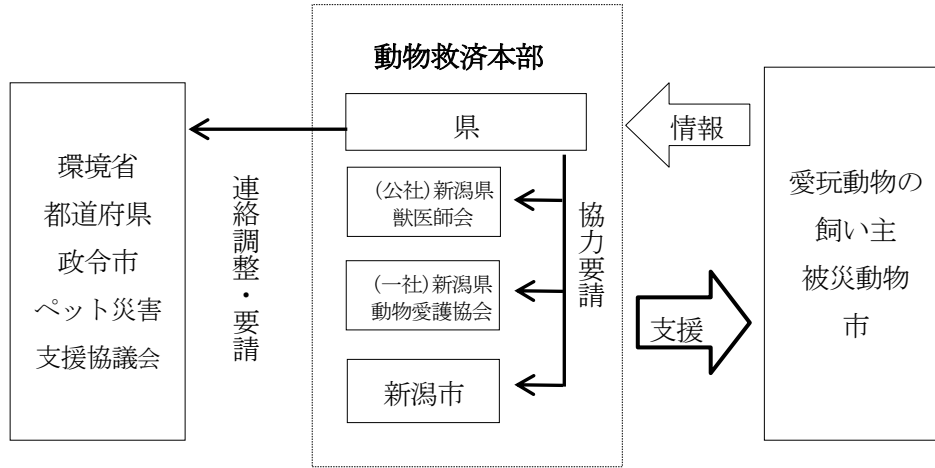 動物救済本部
県
(公社)新潟県
獣医師会
(一社)新潟県
動物愛護協会
新潟市
協力要請
連絡調整・要請
環境省
都道府県
政令市
ペット災害
支援協議会
情報
支援
愛玩動物の
飼い主
被災動物
市